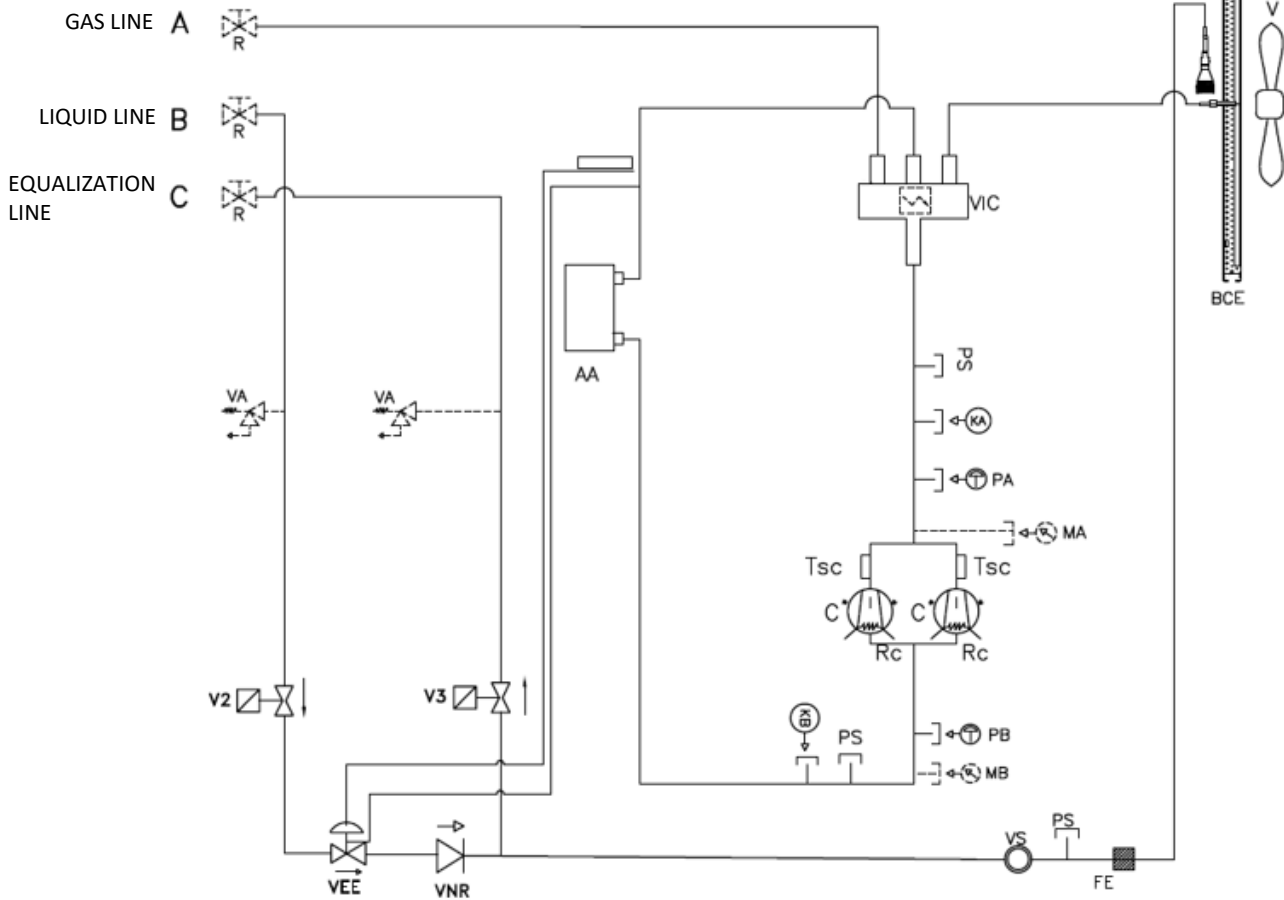 GAS LINE A
R
V
LIQUID LINE B
R
EQUALIZATION
LINE
C
R
VIC
BCE
AA
PS
VA
VA
KA
PA
MA
Tsc
Tsc
C*
C*
*
*
Rc
Rc
V2
V3
KB
PS
PB
MB
VS
PS
FE
VEE
VNR